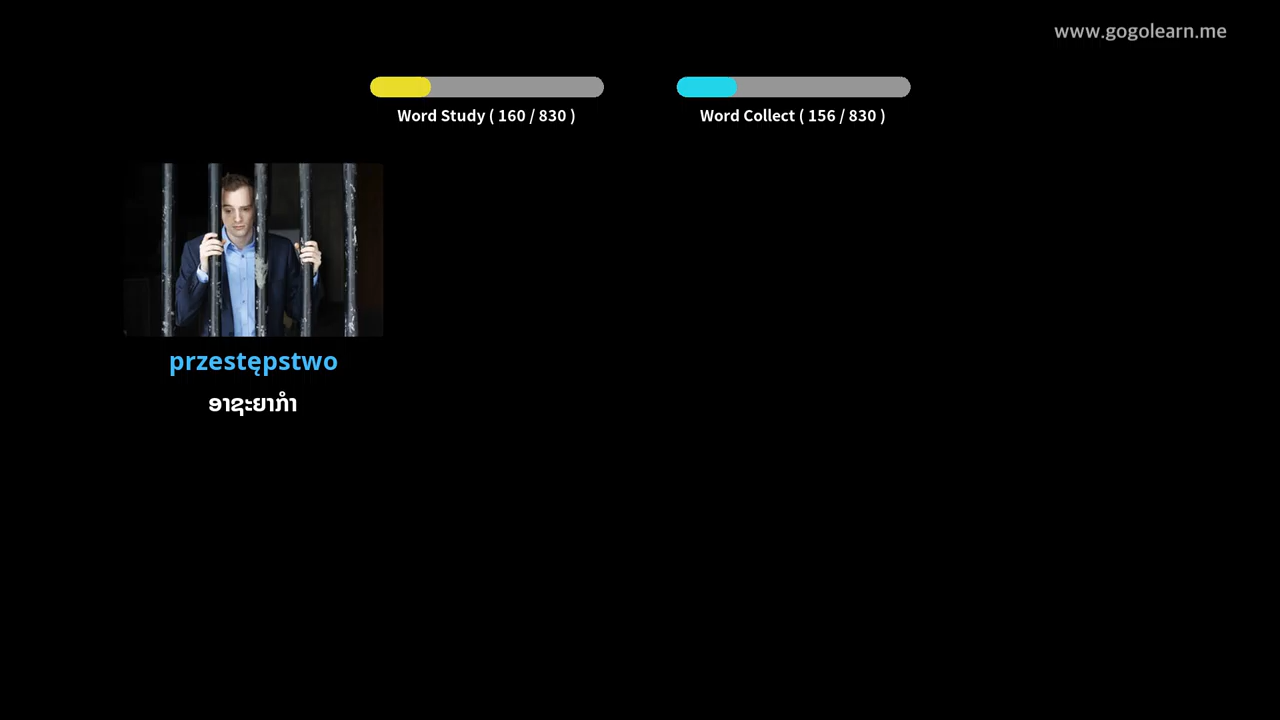 www.gogolearn.me
Word Study ( 160 / 830 )
Word Collect ( 156 / 830 )
przestępstwo
ອາຊະຍາກຳ